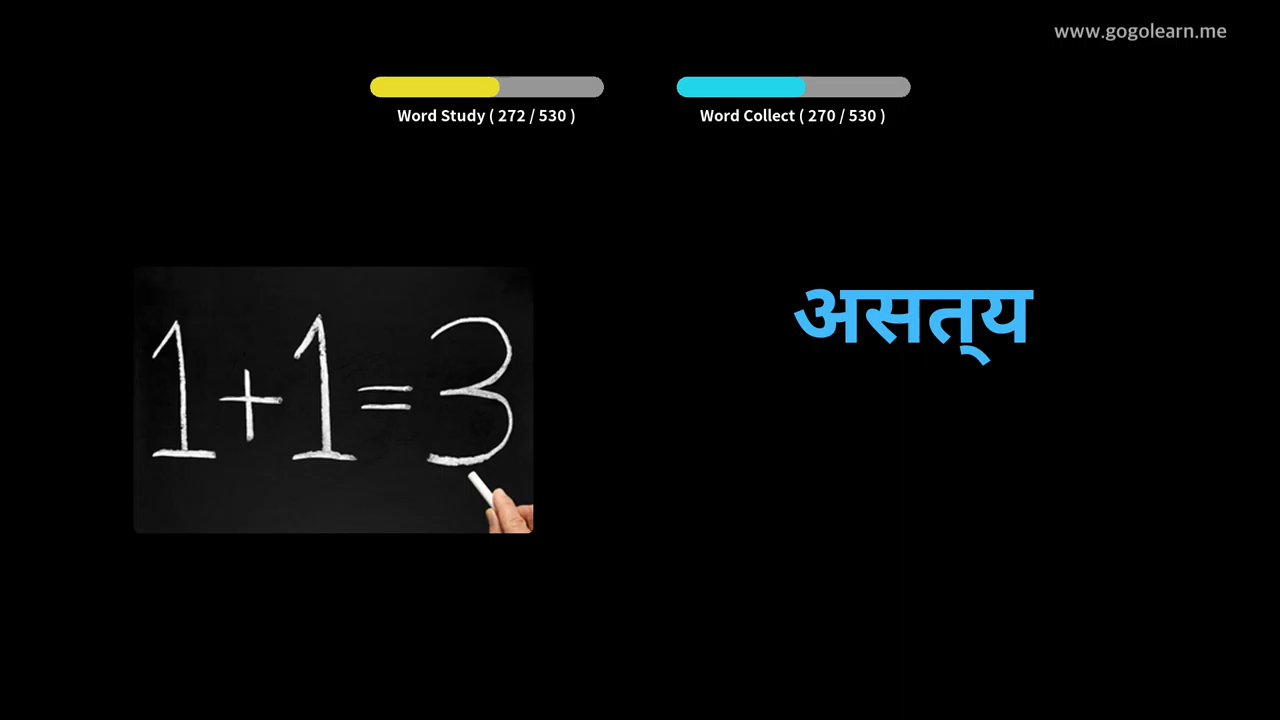 www.gogolearn.me
Word Study ( 272 / 530 )
Word Collect ( 270 / 530 )
1+1=3
असत्‌य